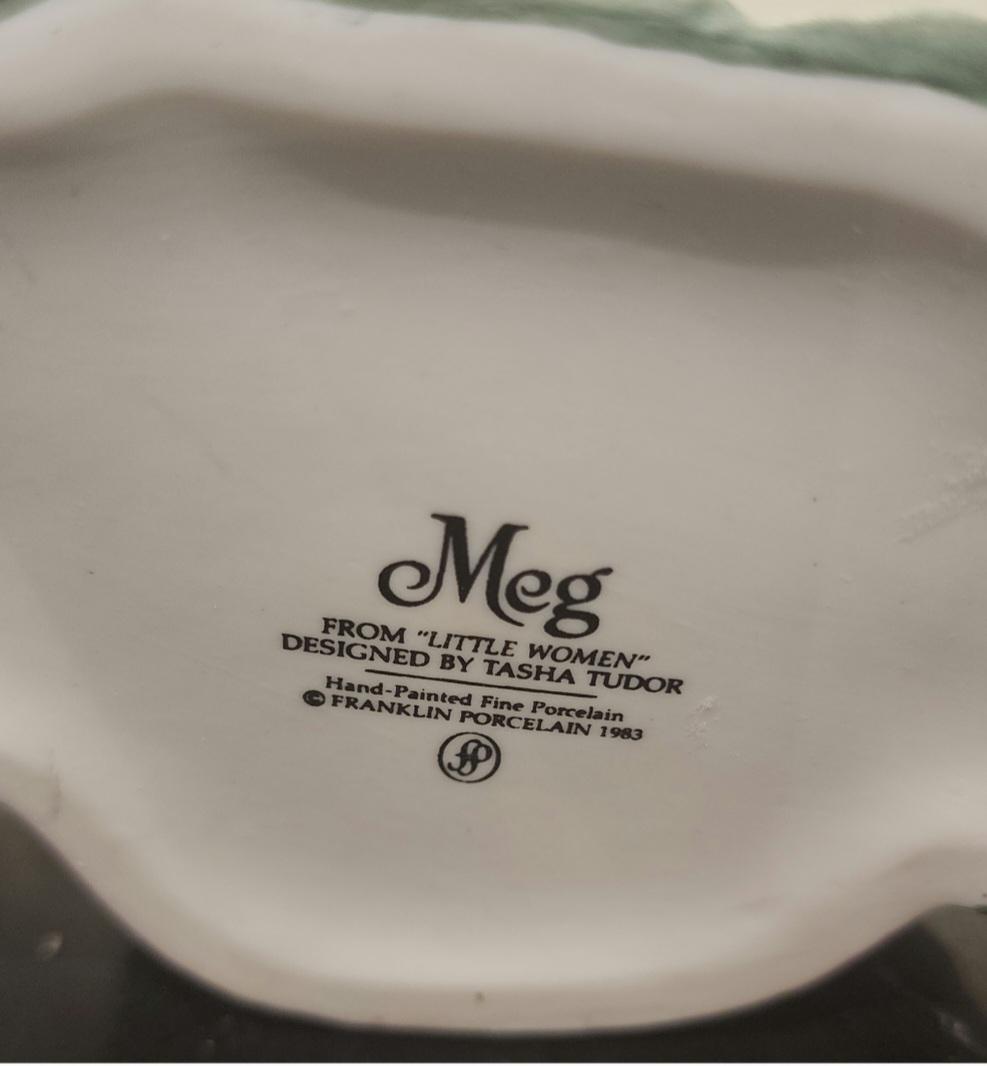 Meg
FROM "LITTLE WOMEN"
DESIGNED BY TASHA TUDOR
Hand-Painted Fine Porcelain
© FRANKLIN PORCELAIN 1983